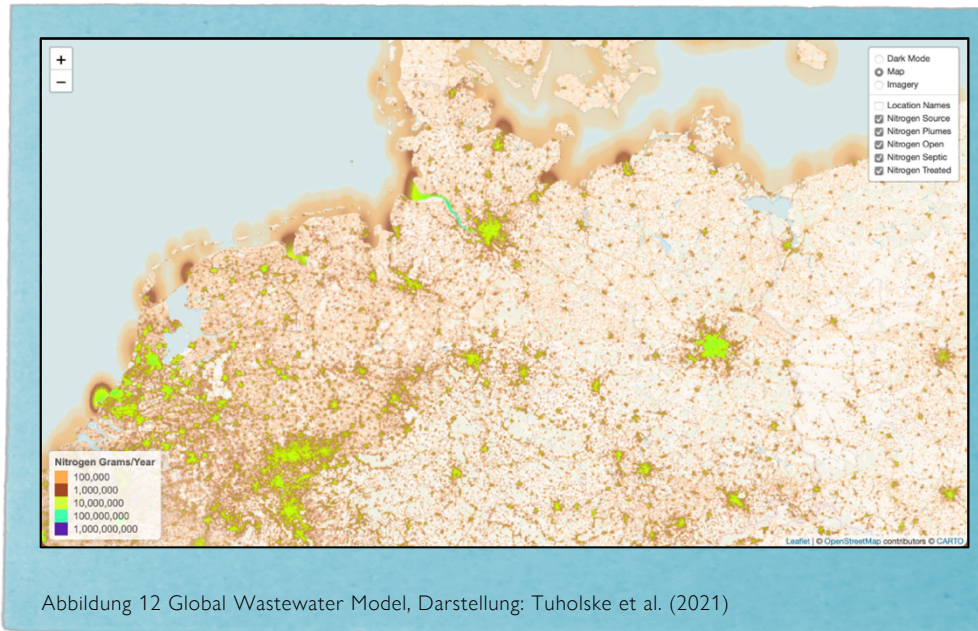 +
−
Dark Mode
Map
Imagery
Location Names
Nitrogen Source
Nitrogen Plumes
Nitrogen Open
Nitrogen Septic
Nitrogen Treated
Nitrogen Grams/Year
100,000
1,000,000
10,000,000
100,000,000
1,000,000,000
Leaflet | © OpenStreetMap contributors © CARTO
Abbildung 12 Global Wastewater Model, Darstellung: Tuholske et al. (2021)